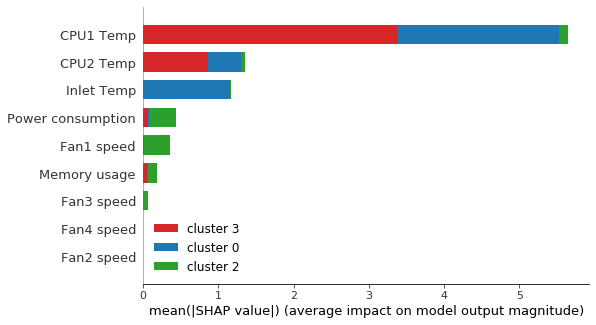 CPU1 Temp
CPU2 Temp
Inlet Temp
Power consumption
Fan1 speed
Memory usage
Fan3 speed
Fan4 speed
Fan2 speed
cluster 3
cluster 0
cluster 2
0 1 2 3 4 5
mean(|SHAP value|) (average impact on model output magnitude)